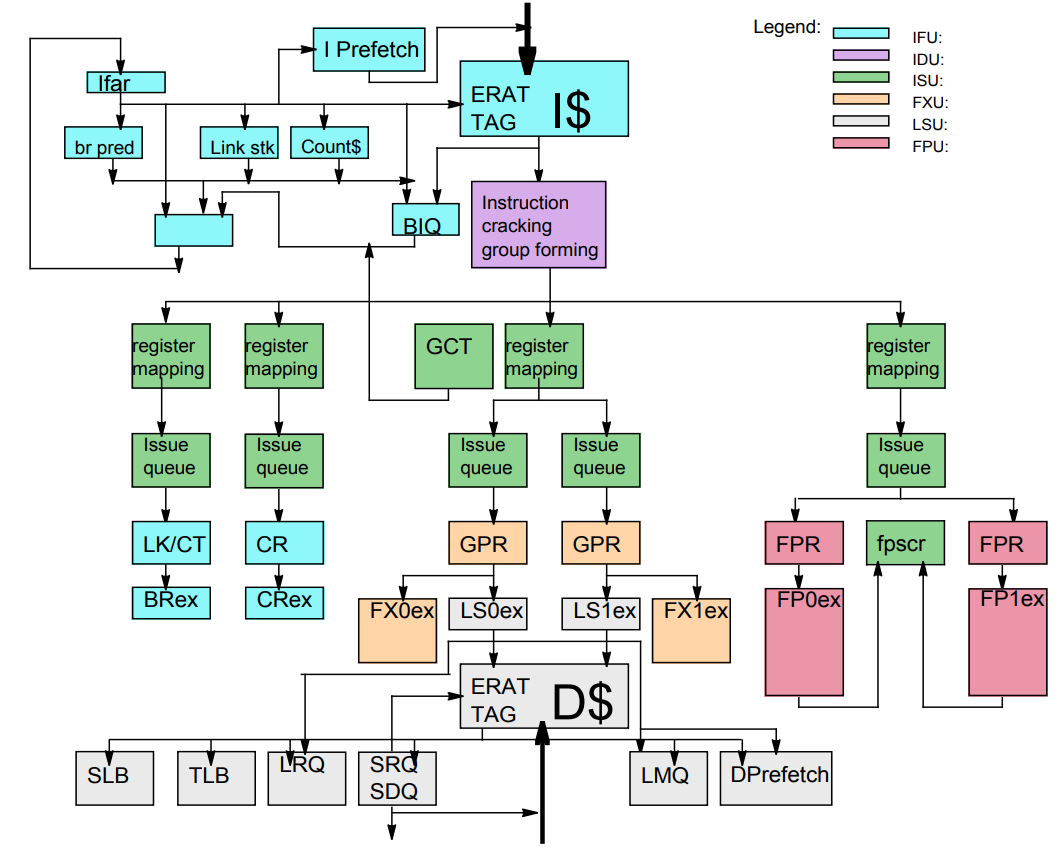 Legend:
IFU:
IDU:
ISU:
FXU:
LSU:
FPU:
I Prefetch
Ifar
ERAT
TAG
I$
br pred
Link stk
Count$
BIQ
Instruction
cracking
group forming
register
mapping
register
mapping
GCT
register
mapping
register
mapping
Issue
queue
Issue
queue
Issue
queue
Issue
queue
Issue
queue
LK/CT
CR
GPR
GPR
FPR
fpscr
FPR
BRex
CRex
FX0ex
LS0ex
LS1ex
FX1ex
FP0ex
FP1ex
ERAT
TAG
D$
SLB
TLB
LRQ
SRQ
SDQ
LMQ
DPrefetch